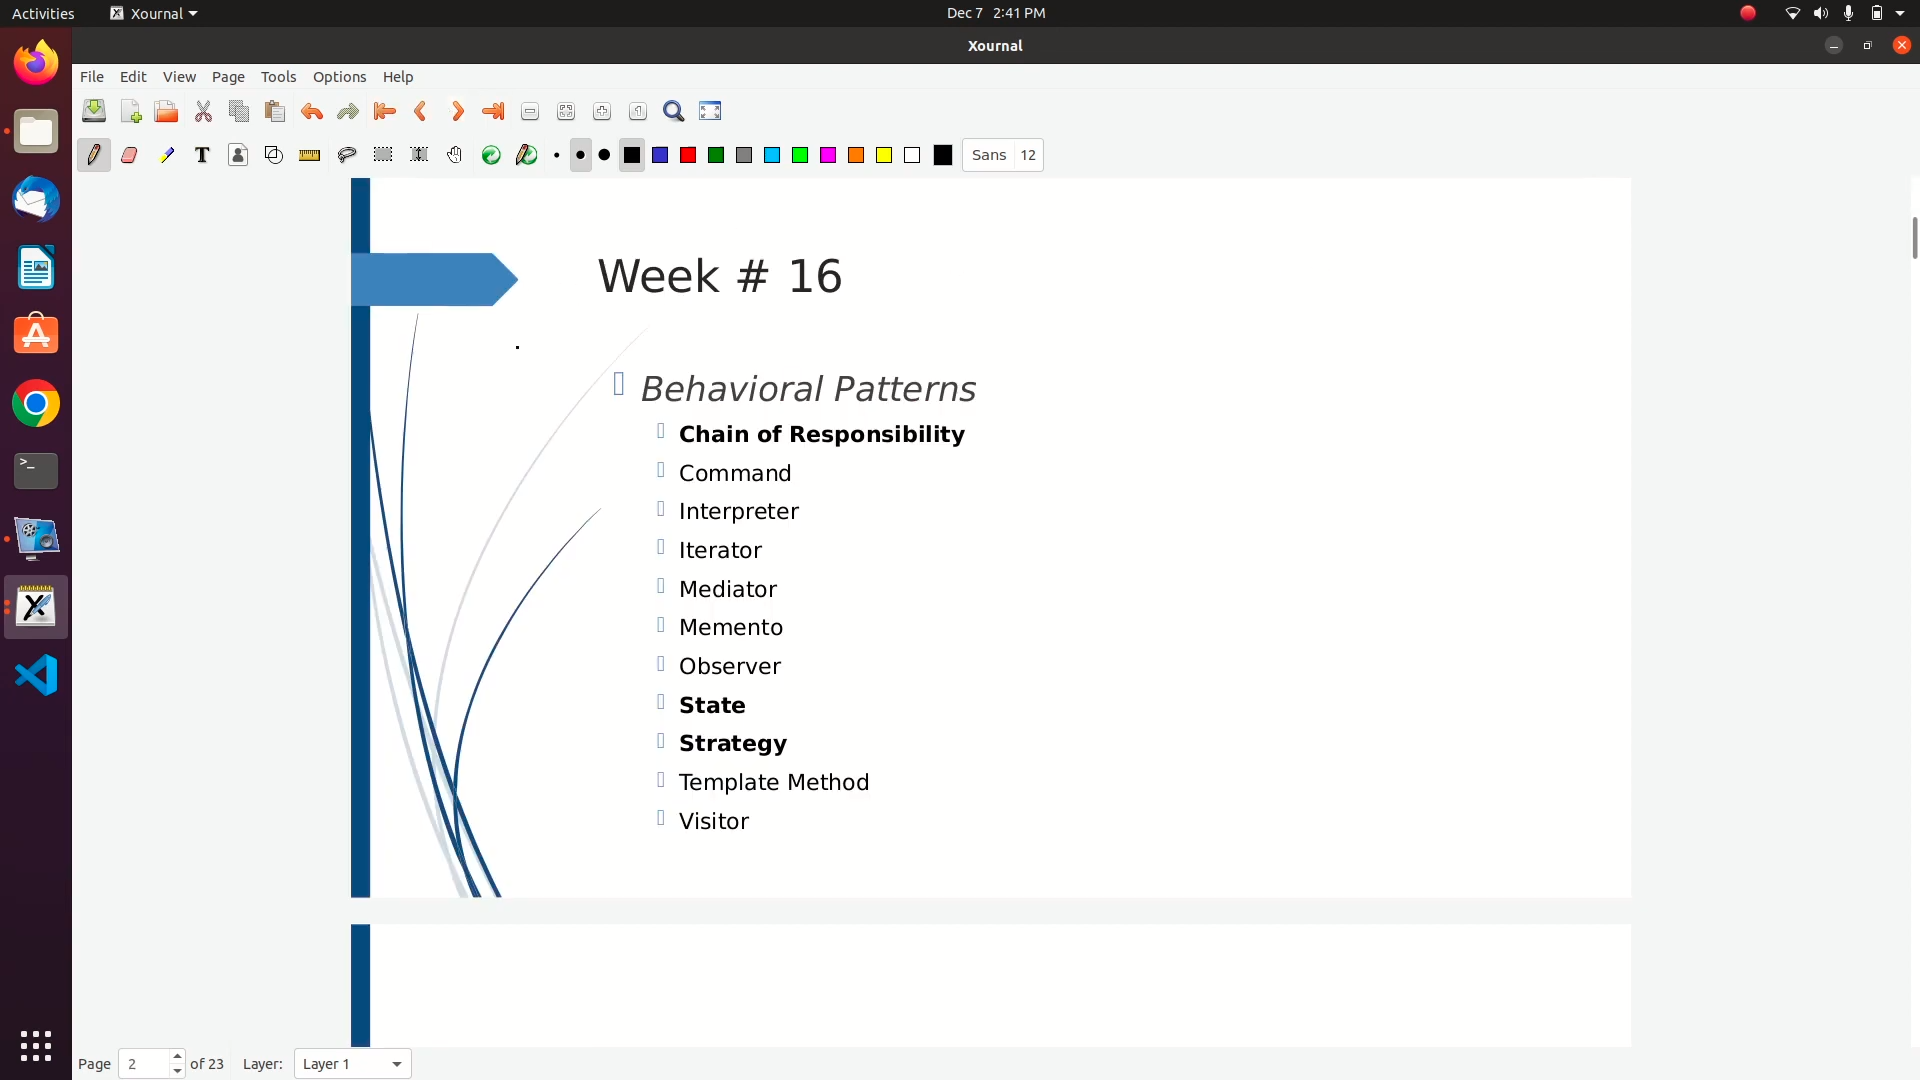 Activities Xournal Dec 7 2:41 PM
Xournal
File Edit View Page Tools Options Help
T Sans 12
Week # 16
Behavioral Patterns
Chain of Responsibility
Command
Interpreter
Iterator
Mediator
Memento
Observer
State
Strategy
Template Method
Visitor
Page 2 of 23 Layer: Layer 1